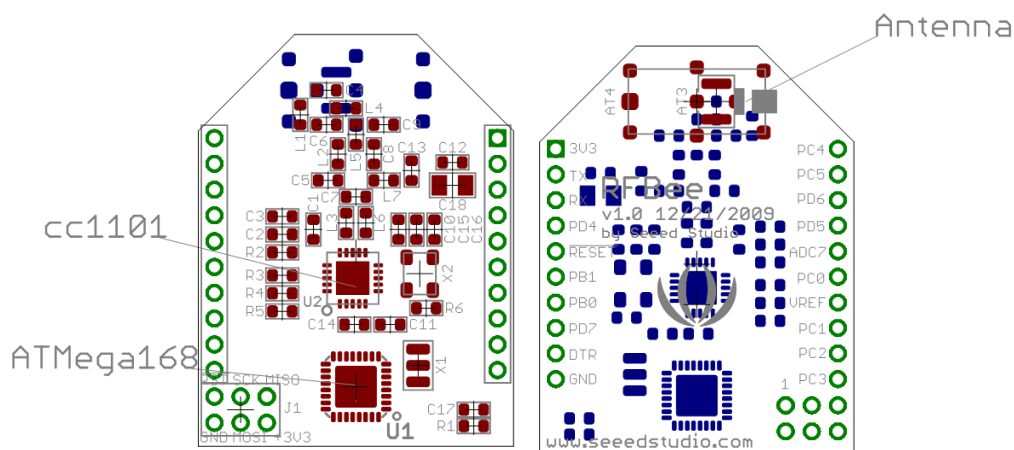 Antenna
cc1101
ATMega168
C4
L4
L1
C6
C9
L2
L5
C8
C13
C12
C5
L7
C18
C7
C3
C1
L3
L6
C10
C15
C16
C2
R2
R3
X2
R4
U2
R5
R6
C14
C11
X1
SCK MISO
J1
C17
R1
GND MOSI +3V3
U1
AT4
AT3
3V3
PC4
TX
PC5
RFBee
RX
PD6
v1.0 12/21/2009
PD4
PD5
by Seeed Studio
RESET
ADC7
PB1
PC0
PB0
VREF
PD7
PC1
DTR
PC2
GND
PC3
1
www.seeedstudio.com